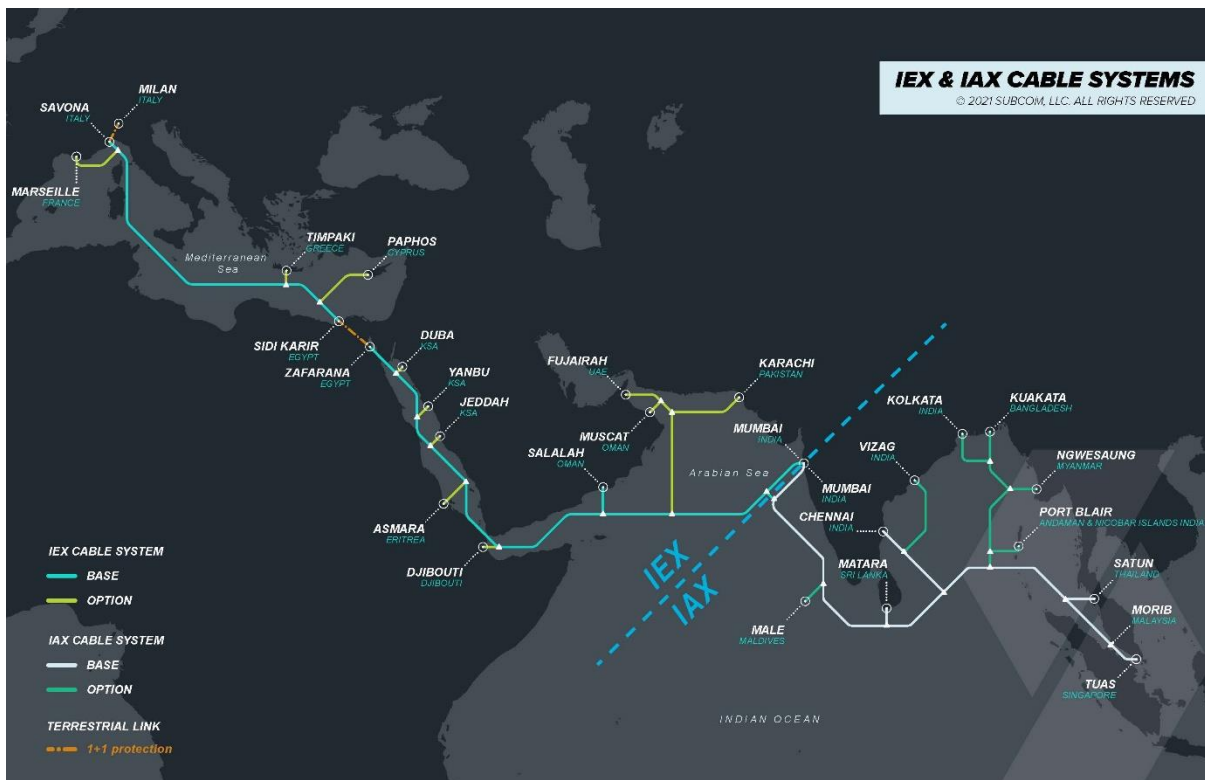 IEX & IAX CABLE SYSTEMS
© 2021 SUBCOM, LLC. ALL RIGHTS RESERVED
MILAN
ITALY
SAVONA
ITALY
MARSEILLE
FRANCE
TIMPAKI
GREECE
PAPHOS
CYPRUS
Mediterranean
Sea
SIDI KARIR
EGYPT
ZAFARANA
EGYPT
DUBA
KSA
YANBU
KSA
JEDDAH
KSA
FUJAIRAH
UAE
KARACHI
PAKISTAN
MUSCAT
OMAN
SALALAH
OMAN
Arabian Sea
MUMBAI
INDIA
MUMBAI
INDIA
KOLKATA
INDIA
KUAKATA
BANGLADESH
VIZAG
INDIA
NGWESAUNG
MYANMAR
CHENNAI
INDIA
PORT BLAIR
ANDAMAN & NICOBAR ISLANDS INDIA
ASMARA
ERITREA
DJIBOUTI
DJIBOUTI
MATARA
SRI LANKA
SATUN
THAILAND
IEX
IAX
MALE
MALDIVES
MORIB
MALAYSIA
TUAS
SINGAPORE
INDIAN OCEAN
IEX CABLE SYSTEM
BASE
OPTION
IAX CABLE SYSTEM
BASE
OPTION
TERRESTRIAL LINK
1+1 protection